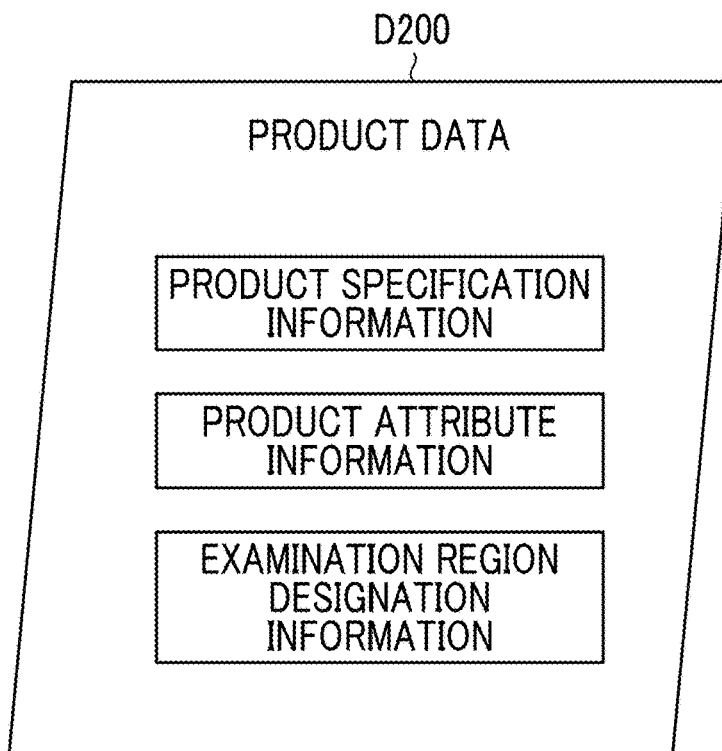 D200
PRODUCT DATA
PRODUCT SPECIFICATION
INFORMATION
PRODUCT ATTRIBUTE
INFORMATION
EXAMINATION REGION
DESIGNATION
INFORMATION